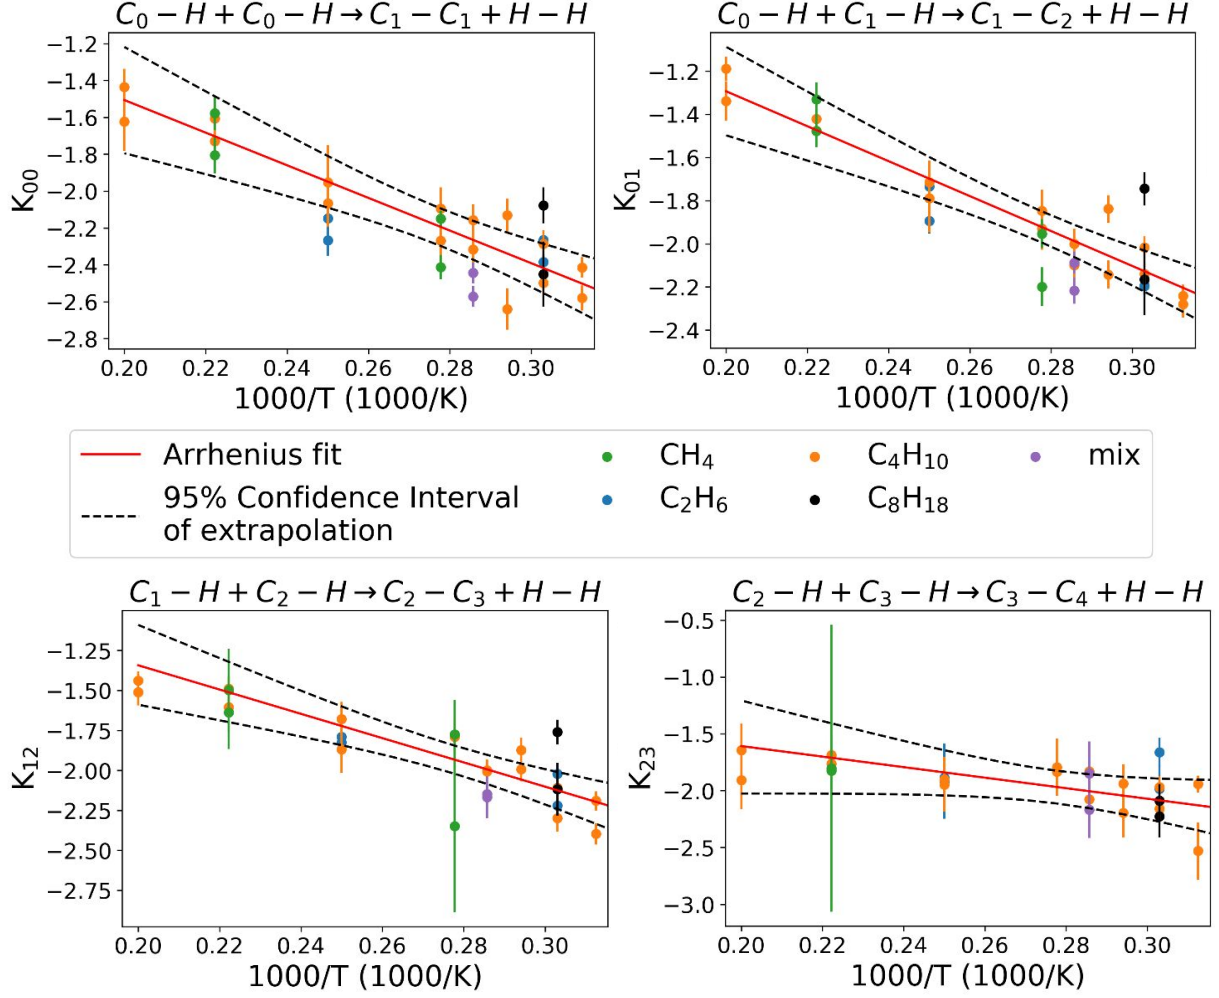 C₀ − H + C₀ − H → C₁ − C₁ + H − H
−1.2
−1.4
−1.6
−1.8
−2.0
−2.2
−2.4
−2.6
−2.8
K₀₀
0.20 0.22 0.24 0.26 0.28 0.30
1000/T (1000/K)
C₀ − H + C₁ − H → C₁ − C₂ + H − H
−1.2
−1.4
−1.6
−1.8
−2.0
−2.2
−2.4
K₀₁
0.20 0.22 0.24 0.26 0.28 0.30
1000/T (1000/K)
Arrhenius fit
95% Confidence Interval
of extrapolation
CH₄
C₂H₆
C₄H₁₀
C₈H₁₈
mix
C₁ − H + C₂ − H → C₂ − C₃ + H − H
−1.25
−1.50
−1.75
−2.00
−2.25
−2.50
−2.75
K₁₂
0.20 0.22 0.24 0.26 0.28 0.30
1000/T (1000/K)
C₂ − H + C₃ − H → C₃ − C₄ + H − H
−0.5
−1.0
−1.5
−2.0
−2.5
−3.0
K₂₃
0.20 0.22 0.24 0.26 0.28 0.30
1000/T (1000/K)